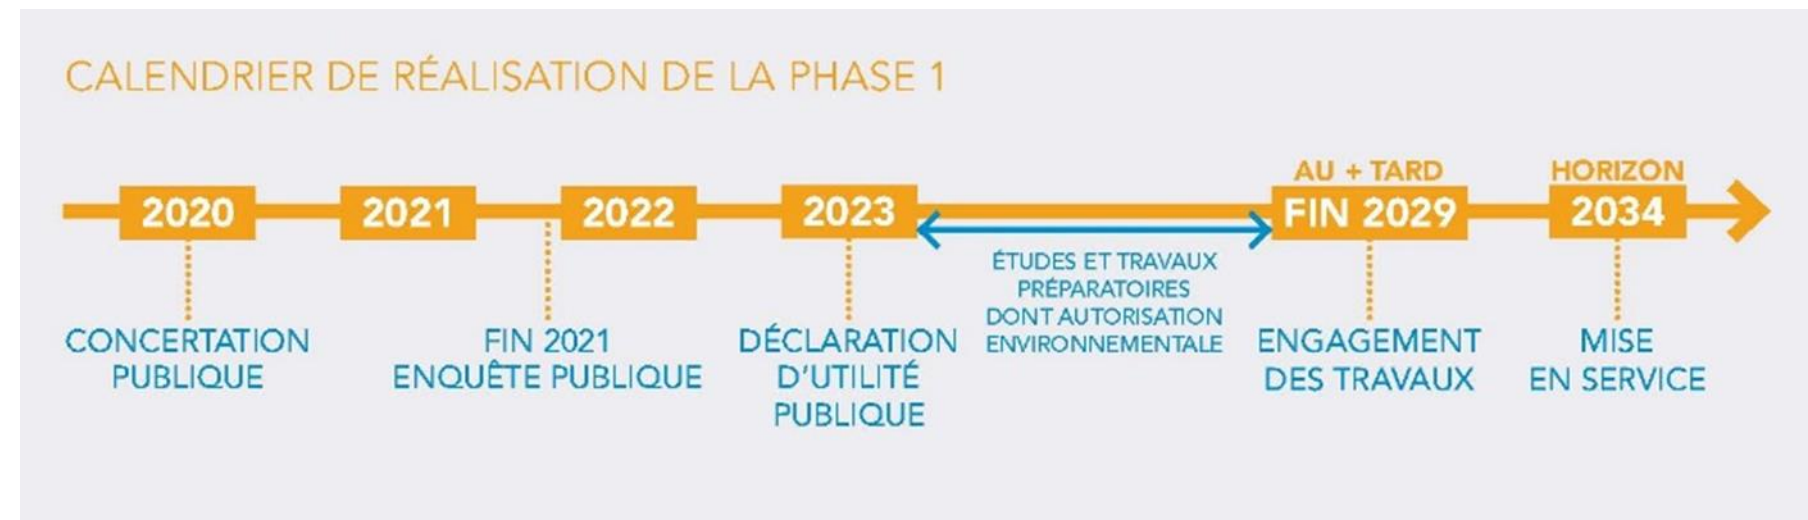 CALENDRIER DE RÉALISATION DE LA PHASE 1
AU + TARD
HORIZON
2020
2021
2022
2023
FIN 2029
2034
ÉTUDES ET TRAVAUX
PRÉPARATOIRES
DONT AUTORISATION
ENVIRONNEMENTALE
CONCERTATION
PUBLIQUE
FIN 2021
ENQUÊTE PUBLIQUE
DÉCLARATION
D'UTILITÉ
PUBLIQUE
ENGAGEMENT
DES TRAVAUX
MISE
EN SERVICE